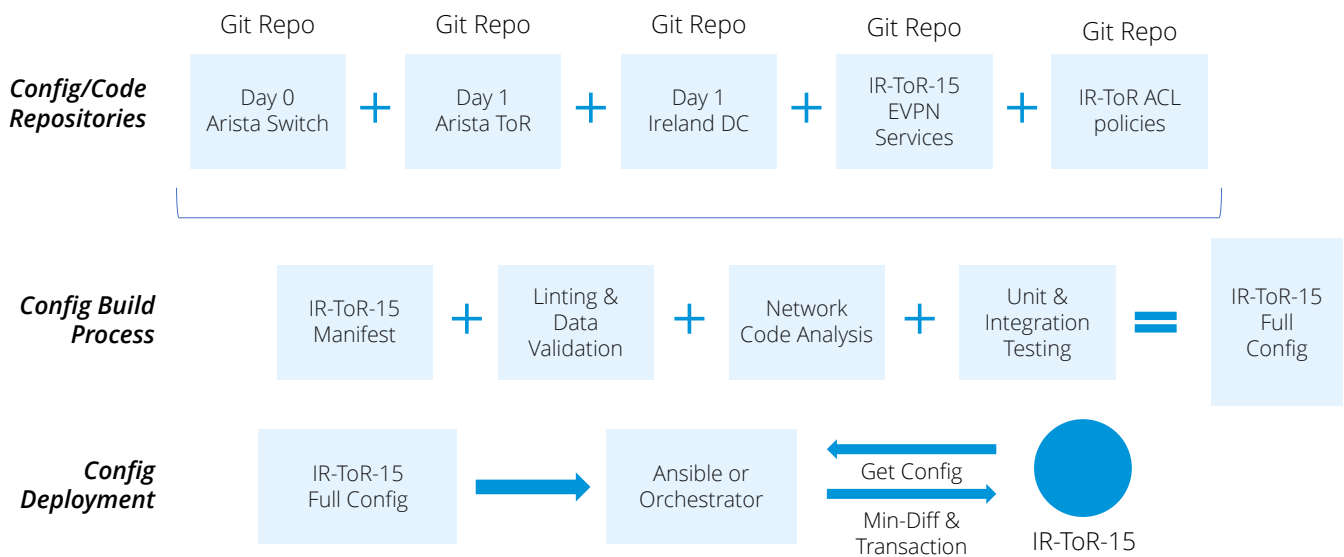 Git Repo
Git Repo
Git Repo
Git Repo
Git Repo
Config/Code
Repositories
Day 0
Arista Switch
+
Day 1
Arista ToR
+
Day 1
Ireland DC
+
IR-ToR-15
EVPN
Services
+
IR-ToR ACL
policies
Config Build
Process
IR-ToR-15
Manifest
+
Linting &
Data
Validation
+
Network
Code Analysis
+
Unit &
Integration
Testing
=
IR-ToR-15
Full
Config
Config
Deployment
IR-ToR-15
Full Config
Ansible or
Orchestrator
Get Config
Min-Diff &
Transaction
IR-ToR-15